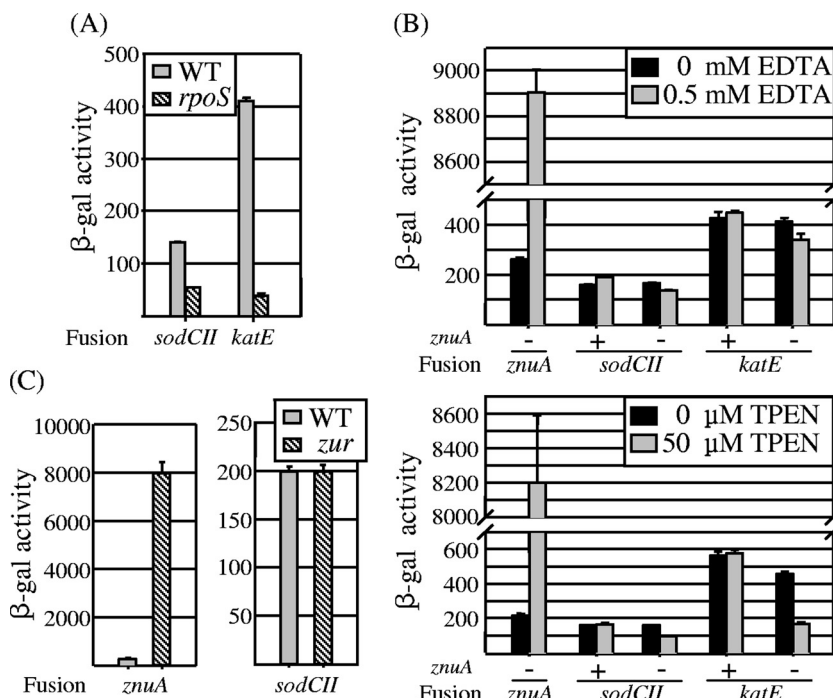 (A)
500
400
300
200
100
β-gal activity
WT
rpoS
Fusion sodCII katE
(B)
9000
8800
8600
400
200
β-gal activity
0 mM EDTA
0.5 mM EDTA
znuA - + - + -
Fusion znuA sodCII katE
8600
8400
8200
8000
600
400
200
β-gal activity
0 µM TPEN
50 µM TPEN
znuA - + - + -
Fusion znuA sodCII katE
(C)
10000
8000
6000
4000
2000
β-gal activity
250
200
150
100
50
WT
zur
Fusion znuA sodCII